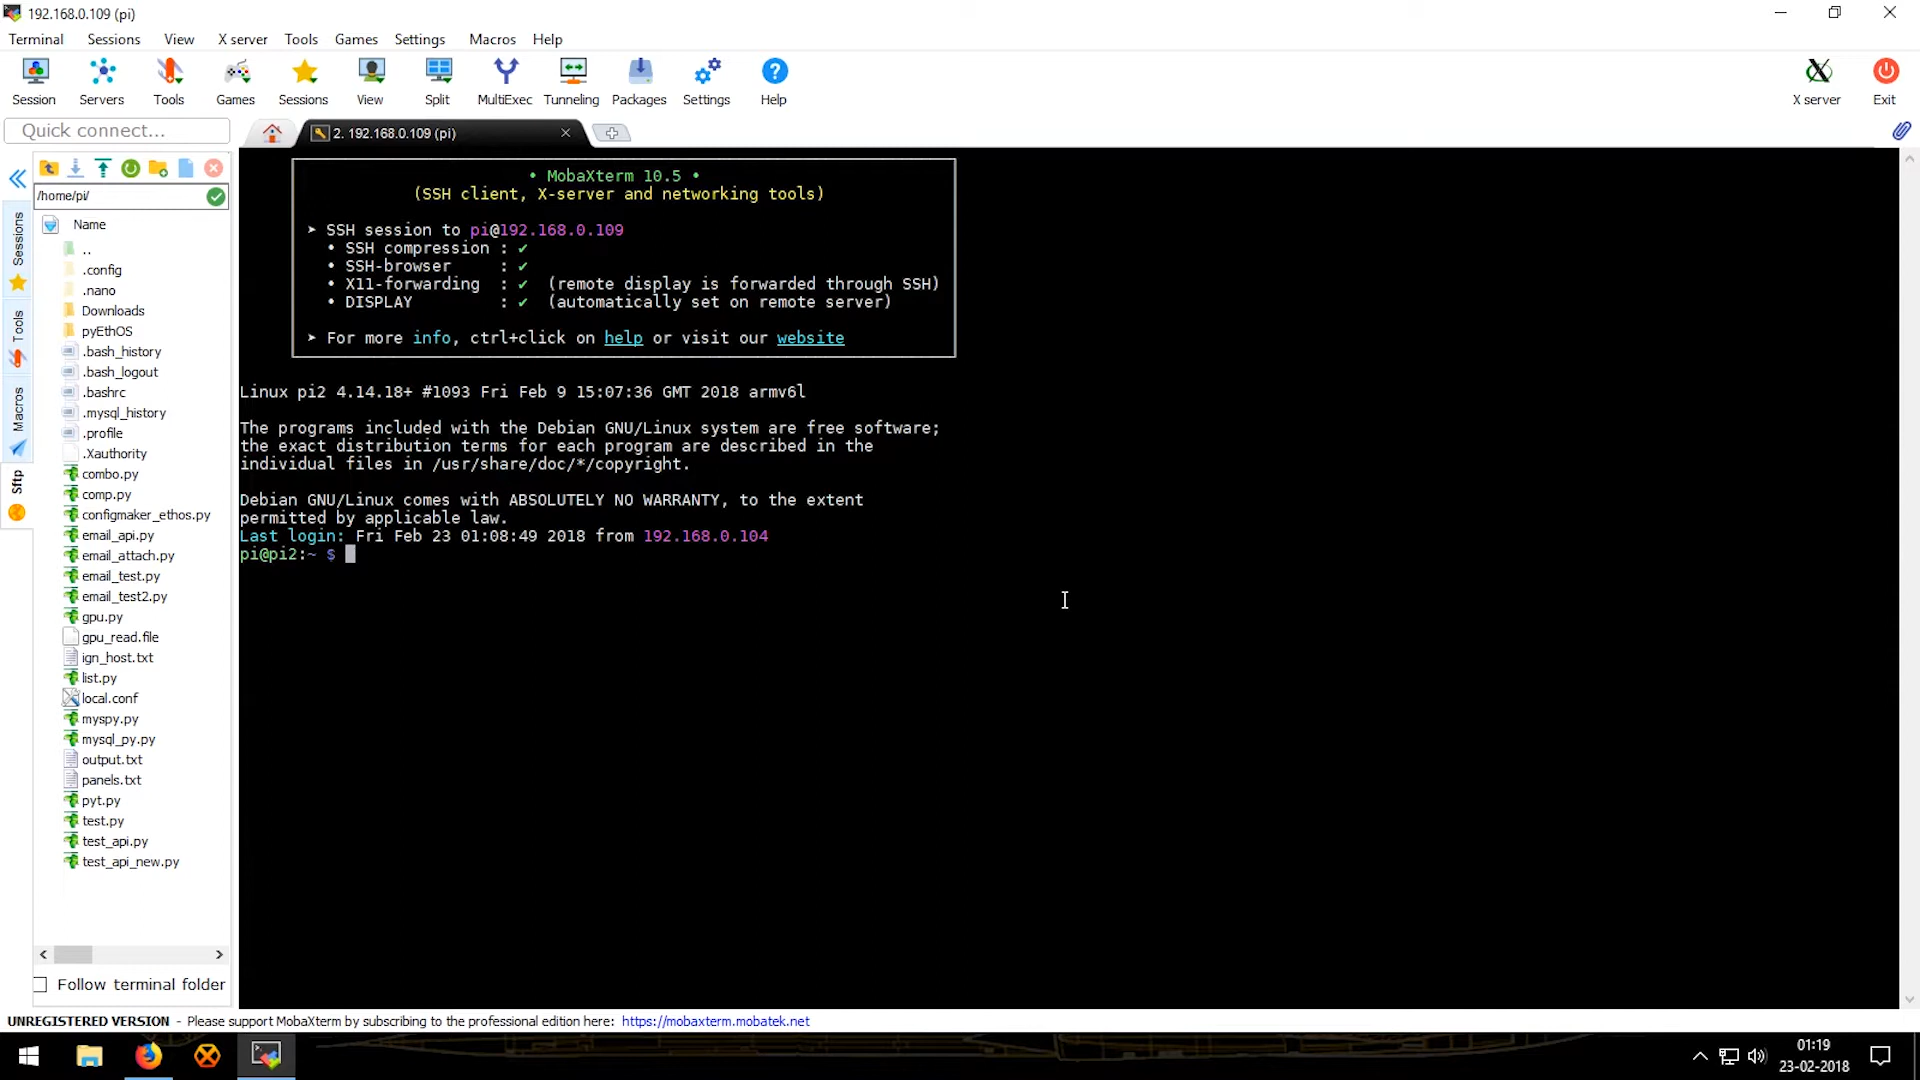 192.168.0.109 (pi)
Terminal Sessions View X server Tools Games Settings Macros Help
Session Servers Tools Games Sessions View Split MultiExec Tunneling Packages Settings Help X server Exit
Quick connect...
2. 192.168.0.109 (pi)
/home/pi/
Name
..
.config
.nano
Downloads
pyEthOS
.bash_history
.bash_logout
.bashrc
.mysql_history
.profile
.Xauthority
combo.py
comp.py
configmaker_ethos.py
email_api.py
email_attach.py
email_test.py
email_test2.py
gpu.py
gpu_read.file
ign_host.txt
list.py
local.conf
myspy.py
mysql_py.py
output.txt
panels.txt
pyt.py
test.py
test_api.py
test_api_new.py
Follow terminal folder
Sessions
Tools
Macros
Sftp
• MobaXterm 10.5 •
(SSH client, X-server and networking tools)
➤ SSH session to pi@192.168.0.109
• SSH compression : ✔
• SSH-browser : ✔
• X11-forwarding : ✔ (remote display is forwarded through SSH)
• DISPLAY : ✔ (automatically set on remote server)
➤ For more info, ctrl+click on help or visit our website
Linux pi2 4.14.18+ #1093 Fri Feb 9 15:07:36 GMT 2018 armv6l
The programs included with the Debian GNU/Linux system are free software;
the exact distribution terms for each program are described in the
individual files in /usr/share/doc/*/copyright.
Debian GNU/Linux comes with ABSOLUTELY NO WARRANTY, to the extent
permitted by applicable law.
Last login: Fri Feb 23 01:08:49 2018 from 192.168.0.104
pi@pi2:~ $
UNREGISTERED VERSION - Please support MobaXterm by subscribing to the professional edition here: https://mobaxterm.mobatek.net
01:19
23-02-2018